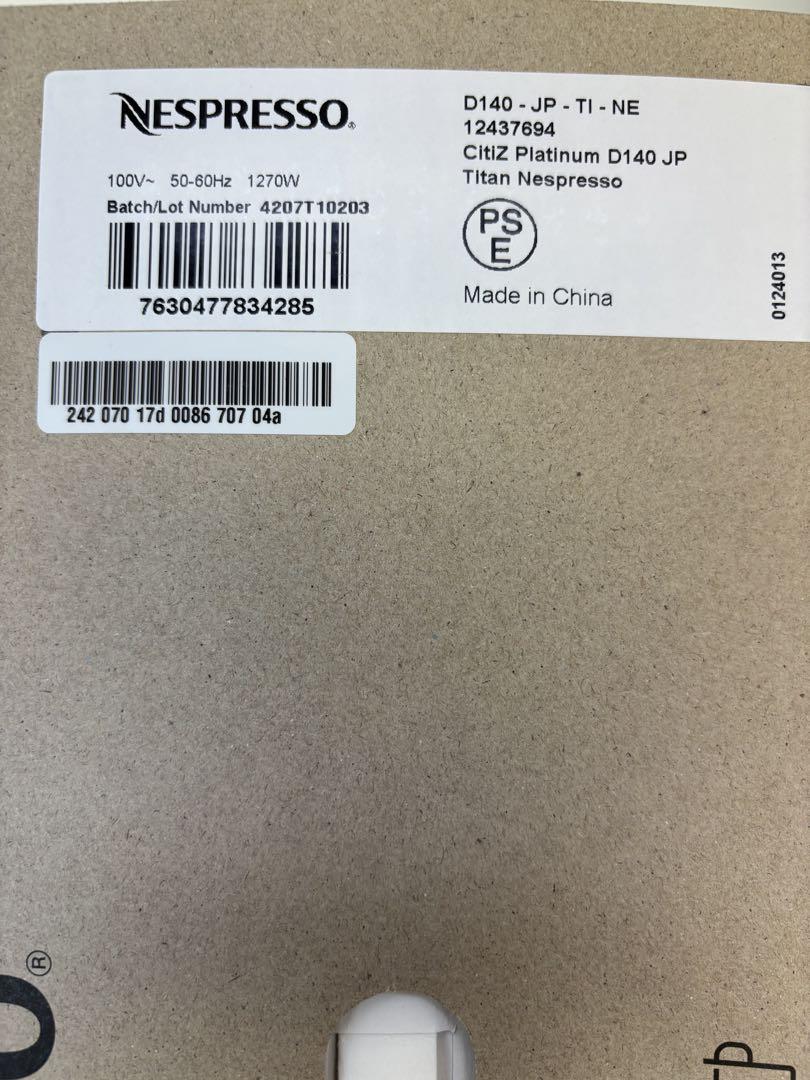 NESPRESSO®
100V~ 50-60Hz 1270W
Batch/Lot Number 4207T10203
7630477834285
D140 - JP - TI - NE
12437694
CitiZ Platinum D140 JP
Titan Nespresso
PS
E
Made in China
0124013
242 070 17d 0086 707 04a
®